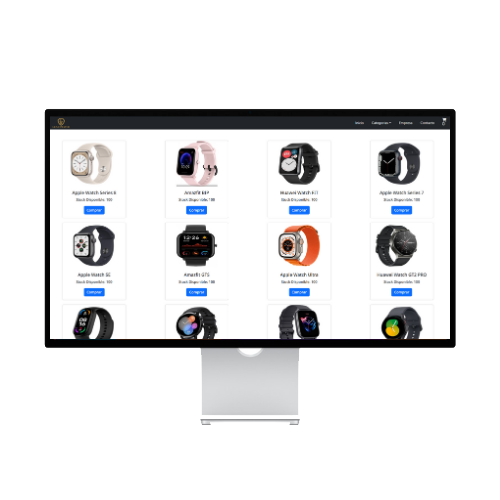 Inicio Categorias Empresa Contacto
Apple Watch Series 8
Stock Disponible: 100
Comprar
Amazfit BIP
Stock Disponible: 100
Comprar
Huawei Watch FIT
Stock Disponible: 100
Comprar
Apple Watch Series 7
Stock Disponible: 100
Comprar
Apple Watch SE
Stock Disponible: 100
Comprar
Amazfit GTS
Stock Disponible: 100
Comprar
Apple Watch Ultra
Stock Disponible: 100
Comprar
Huawei Watch GT2 PRO
Stock Disponible: 100
Comprar